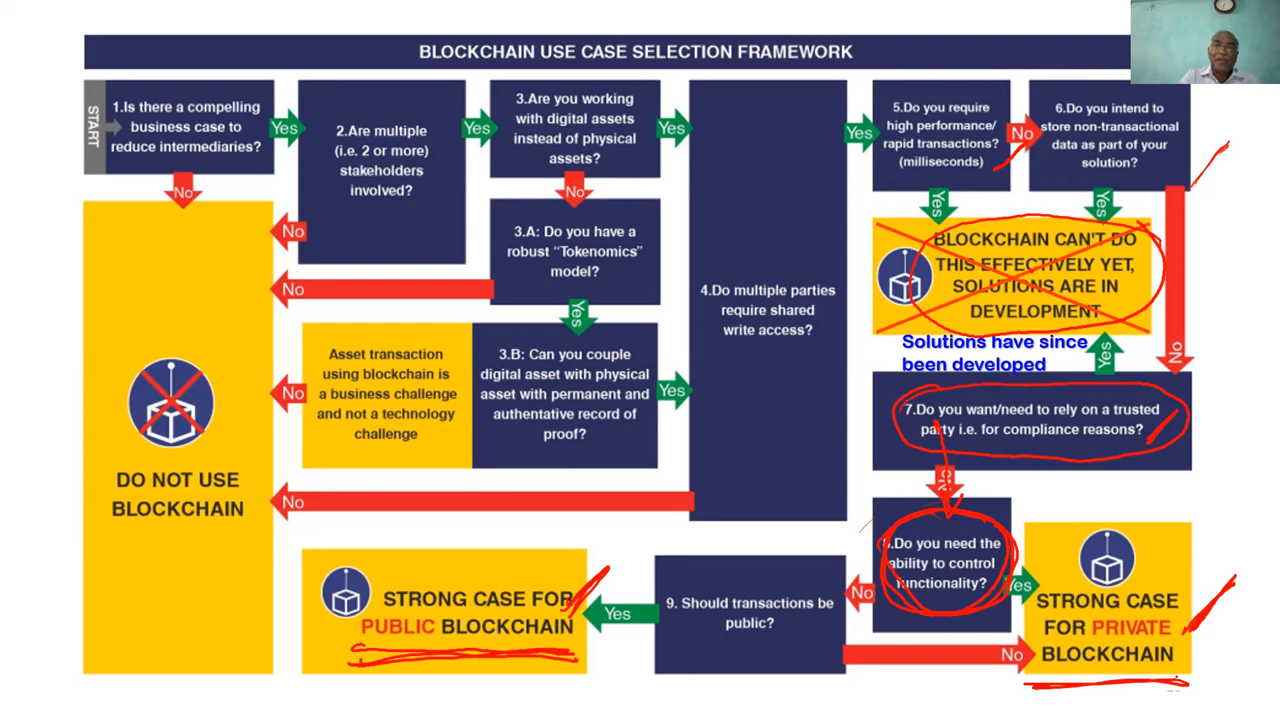 BLOCKCHAIN USE CASE SELECTION FRAMEWORK
START
1.Is there a compelling
business case to
reduce intermediaries?
Yes
No
2.Are multiple
(i.e. 2 or more)
stakeholders
involved?
Yes
No
3.Are you working
with digital assets
instead of physical
assets?
Yes
No
3.A: Do you have a
robust “Tokenomics”
model?
No
Yes
3.B: Can you couple
digital asset with physical
asset with permanent and
authentative record of
proof?
Yes
Asset transaction
using blockchain is
a business challenge
and not a technology
challenge
No
4.Do multiple parties
require shared
write access?
Yes
No
DO NOT USE
BLOCKCHAIN
5.Do you require
high performance/
rapid transactions?
(milliseconds)
No
Yes
6.Do you intend to
store non-transactional
data as part of your
solution?
Yes
No
BLOCKCHAIN CAN'T DO
THIS EFFECTIVELY YET,
SOLUTIONS ARE IN
DEVELOPMENT
Solutions have since
been developed
Yes
7.Do you want/need to rely on a trusted
party i.e. for compliance reasons?
8.Do you need the
ability to control
functionality?
No
Yes
9. Should transactions be
public?
Yes
No
STRONG CASE FOR
PUBLIC BLOCKCHAIN
STRONG CASE
FOR PRIVATE
BLOCKCHAIN